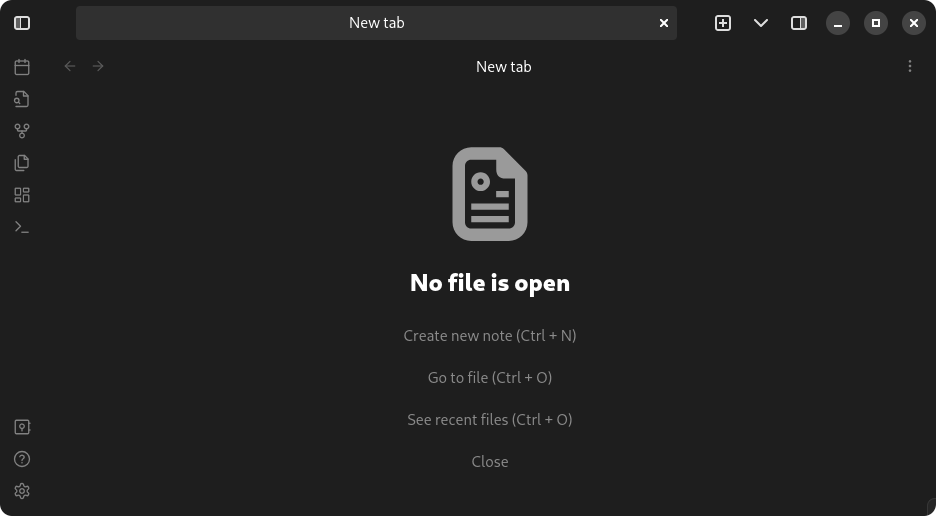 New tab
New tab
No file is open
Create new note (Ctrl + N)
Go to file (Ctrl + O)
See recent files (Ctrl + O)
Close